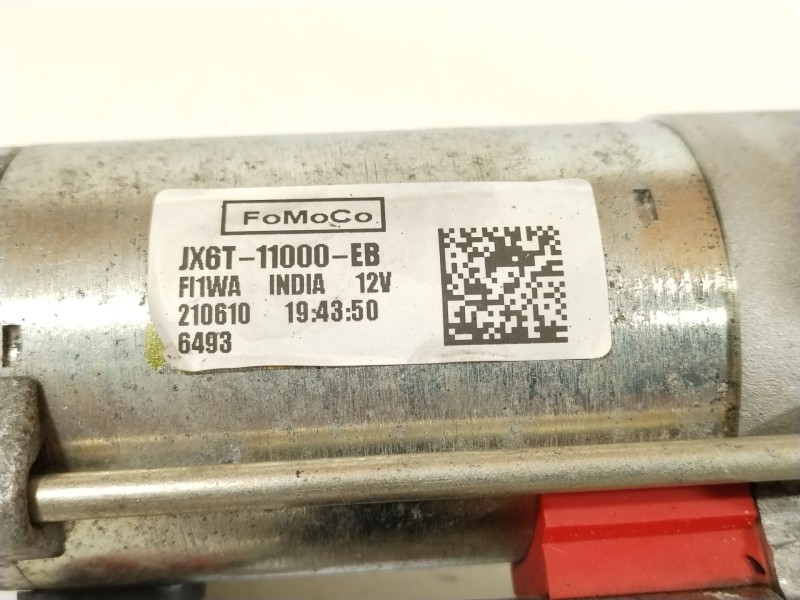 FoMoCo
JX6T-11000-EB
FI1WA INDIA 12V
210610 19:43:50
6493